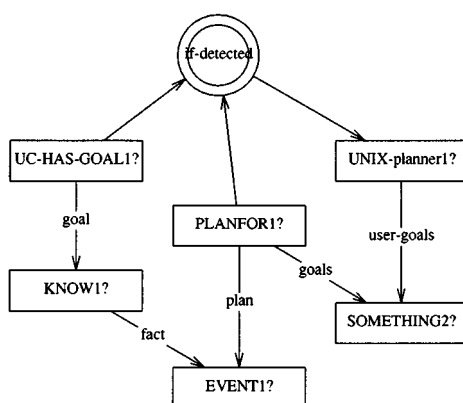 if-detected
UC-HAS-GOAL1?
UNIX-planner1?
goal
PLANFOR1?
user-goals
KNOW1?
goals
plan
fact
SOMETHING2?
EVENT1?